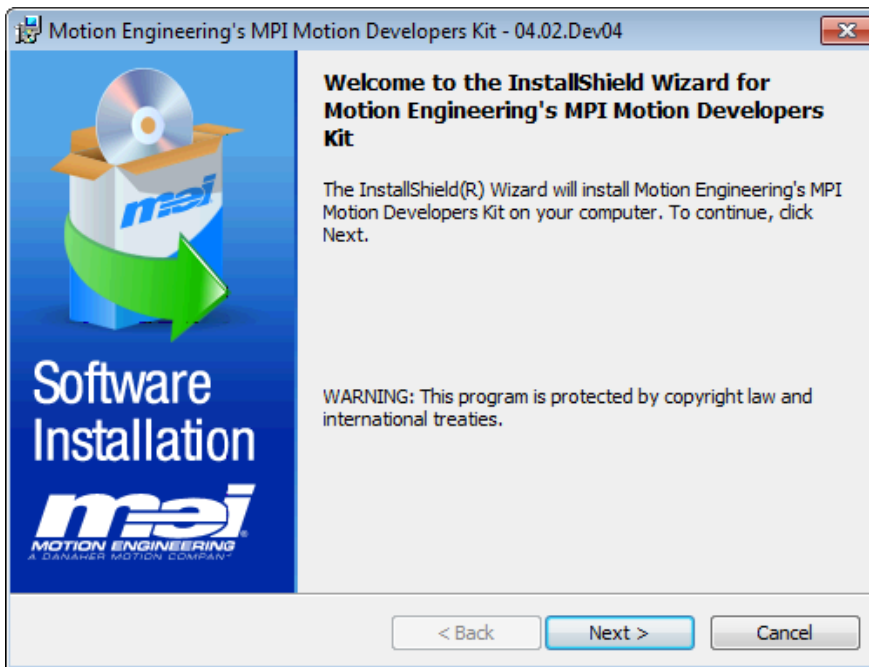 Motion Engineering's MPI Motion Developers Kit - 04.02.Dev04
mei
Software
Installation
mei
MOTION ENGINEERING®
A DANAHER MOTION COMPANY
Welcome to the InstallShield Wizard for
Motion Engineering's MPI Motion Developers
Kit
The InstallShield(R) Wizard will install Motion Engineering's MPI
Motion Developers Kit on your computer. To continue, click
Next.
WARNING: This program is protected by copyright law and
international treaties.
< Back
Next >
Cancel